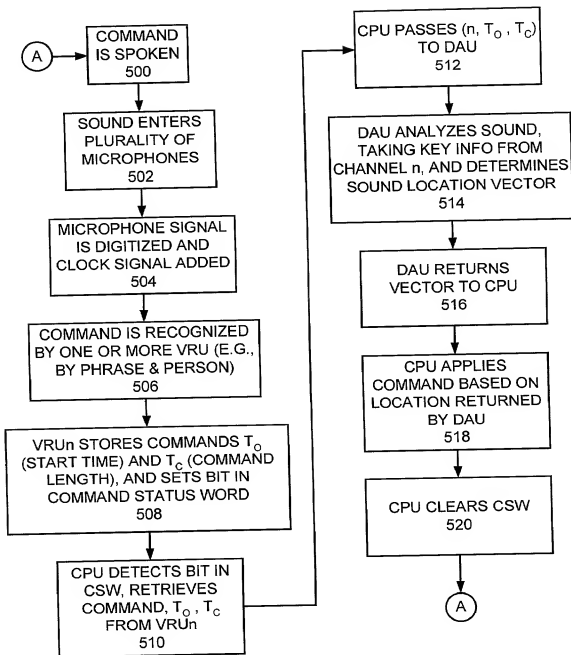 A
COMMAND
IS SPOKEN
500
SOUND ENTERS
PLURALITY OF
MICROPHONES
502
MICROPHONE SIGNAL
IS DIGITIZED AND
CLOCK SIGNAL ADDED
504
COMMAND IS RECOGNIZED
BY ONE OR MORE VRU (E.G.,
BY PHRASE & PERSON)
506
VRUn STORES COMMANDS TO
(START TIME) AND TC (COMMAND
LENGTH), AND SETS BIT IN
COMMAND STATUS WORD
508
CPU DETECTS BIT IN
CSW, RETRIEVES
COMMAND, TO , TC
FROM VRUn
510
CPU PASSES (n, TO , TC)
TO DAU
512
DAU ANALYZES SOUND,
TAKING KEY INFO FROM
CHANNEL n, AND DETERMINES
SOUND LOCATION VECTOR
514
DAU RETURNS
VECTOR TO CPU
516
CPU APPLIES
COMMAND BASED ON
LOCATION RETURNED
BY DAU
518
CPU CLEARS CSW
520
A